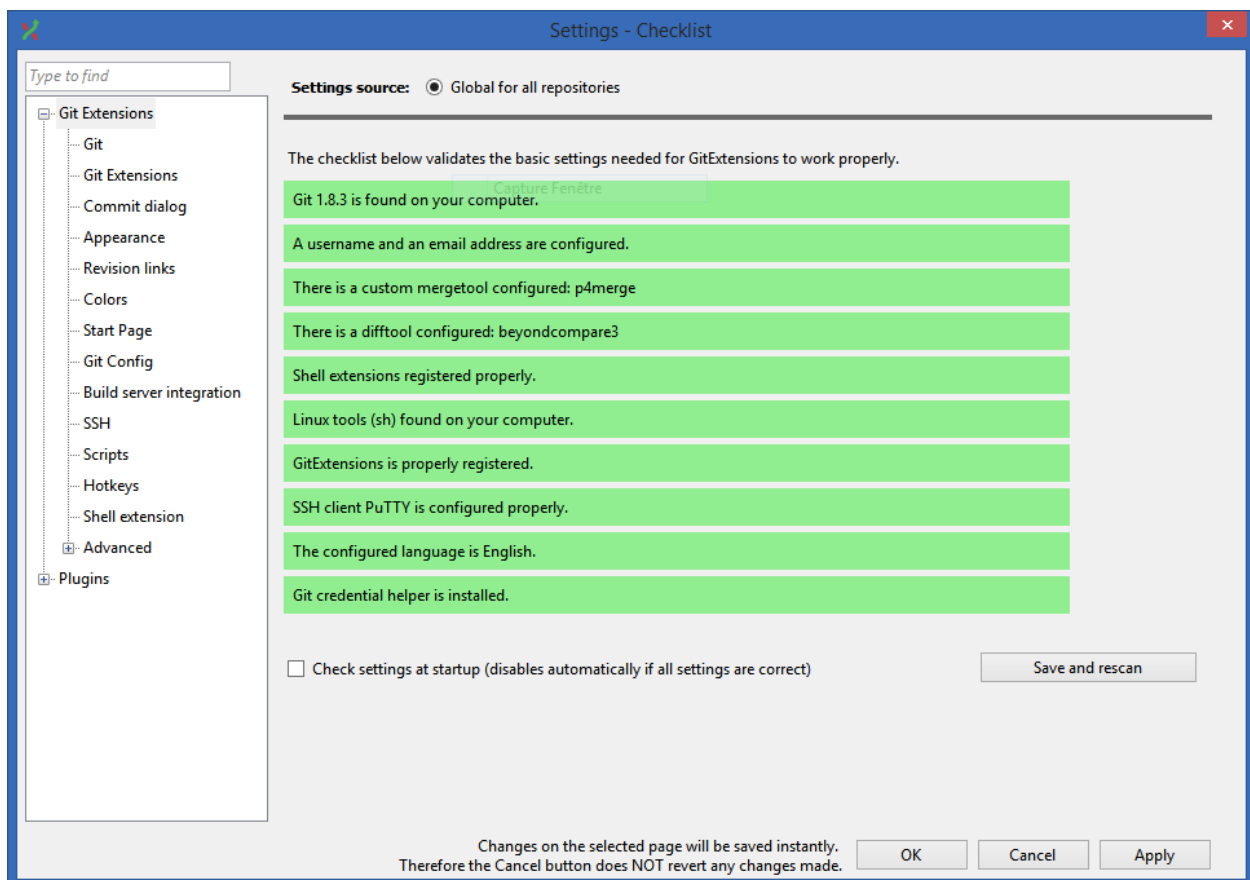 Settings - Checklist
Type to find
Git Extensions
Git
Git Extensions
Commit dialog
Appearance
Revision links
Colors
Start Page
Git Config
Build server integration
SSH
Scripts
Hotkeys
Shell extension
Advanced
Plugins
Settings source: Global for all repositories
The checklist below validates the basic settings needed for GitExtensions to work properly.
Capture Fenêtre
Git 1.8.3 is found on your computer.
A username and an email address are configured.
There is a custom mergetool configured: p4merge
There is a difftool configured: beyondcompare3
Shell extensions registered properly.
Linux tools (sh) found on your computer.
GitExtensions is properly registered.
SSH client PuTTY is configured properly.
The configured language is English.
Git credential helper is installed.
Check settings at startup (disables automatically if all settings are correct)
Save and rescan
Changes on the selected page will be saved instantly.
Therefore the Cancel button does NOT revert any changes made.
OK
Cancel
Apply